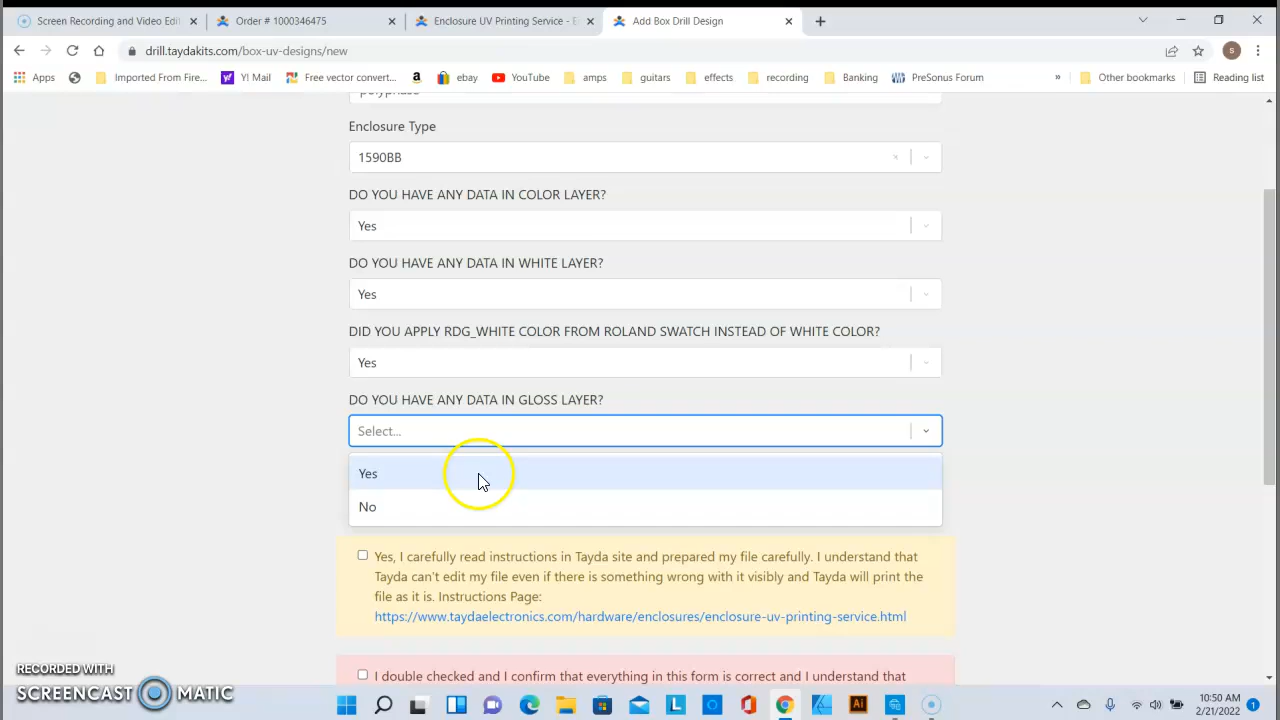 Screen Recording and Video Edit
Order # 1000346475
Enclosure UV Printing Service - E
Add Box Drill Design
drill.taydakits.com/box-uv-designs/new
S
Apps
Imported From Fire...
Y! Mail
Free vector convert...
ebay
YouTube
amps
guitars
effects
recording
Banking
PreSonus Forum
»
Other bookmarks
Reading list
polyphase
Enclosure Type
1590BB
DO YOU HAVE ANY DATA IN COLOR LAYER?
Yes
DO YOU HAVE ANY DATA IN WHITE LAYER?
Yes
DID YOU APPLY RDG_WHITE COLOR FROM ROLAND SWATCH INSTEAD OF WHITE COLOR?
Yes
DO YOU HAVE ANY DATA IN GLOSS LAYER?
Select...
Yes
No
Yes, I carefully read instructions in Tayda site and prepared my file carefully. I understand that
Tayda can't edit my file even if there is something wrong with it visibly and Tayda will print the
file as it is. Instructions Page:
https://www.taydaelectronics.com/hardware/enclosures/enclosure-uv-printing-service.html
I double checked and I confirm that everything in this form is correct and I understand that
RECORDED WITH
SCREENCAST MATIC
L
Ai
10:50 AM
2/21/2022
1